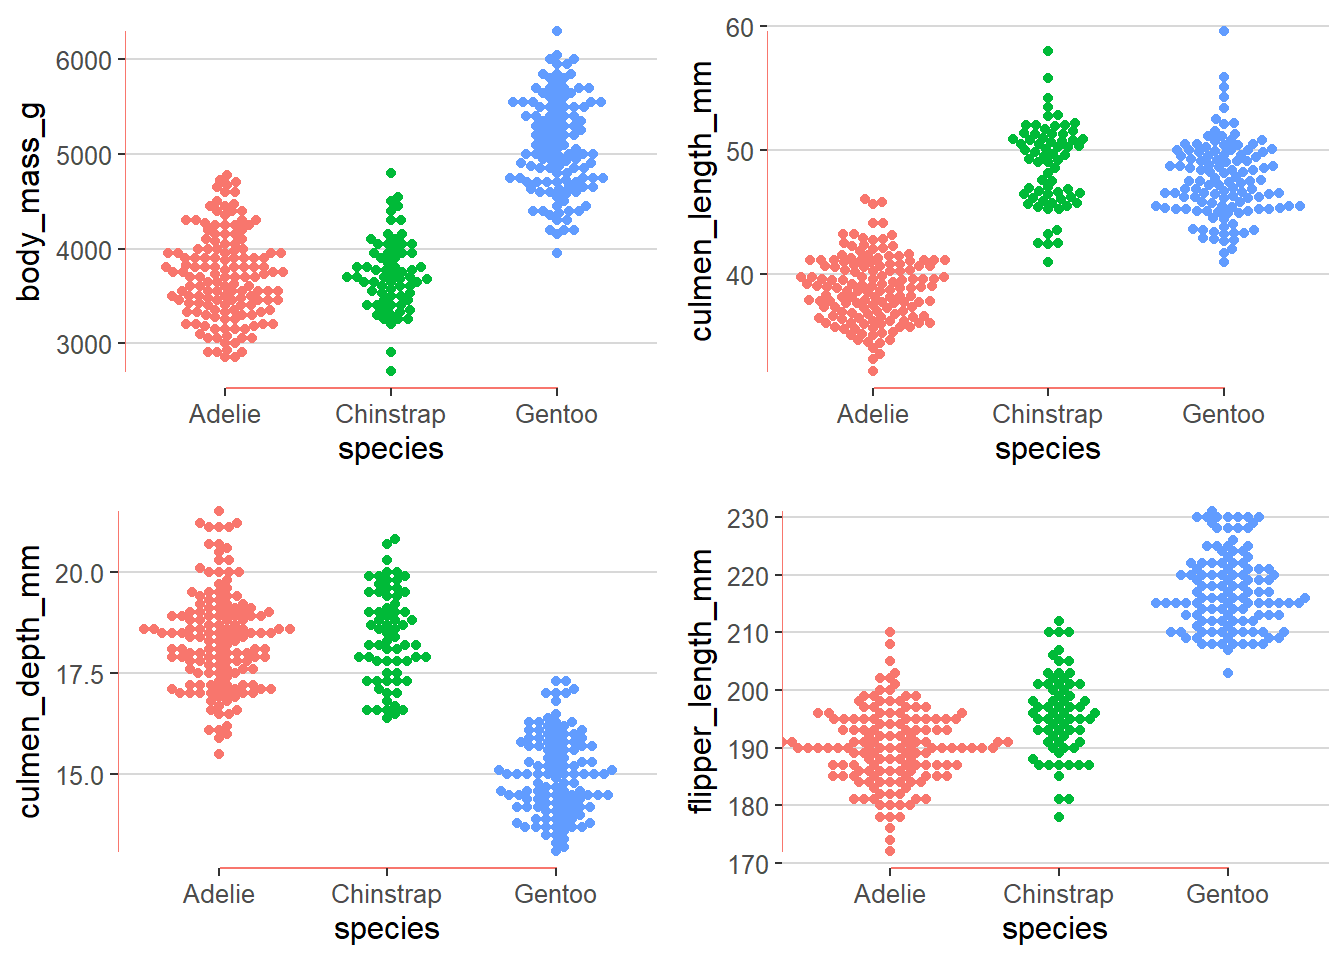 body_mass_g
6000
5000
4000
3000
Adelie Chinstrap Gentoo
species
culmen_length_mm
60
50
40
Adelie Chinstrap Gentoo
species
culmen_depth_mm
20.0
17.5
15.0
Adelie Chinstrap Gentoo
species
flipper_length_mm
230
220
210
200
190
180
170
Adelie Chinstrap Gentoo
species